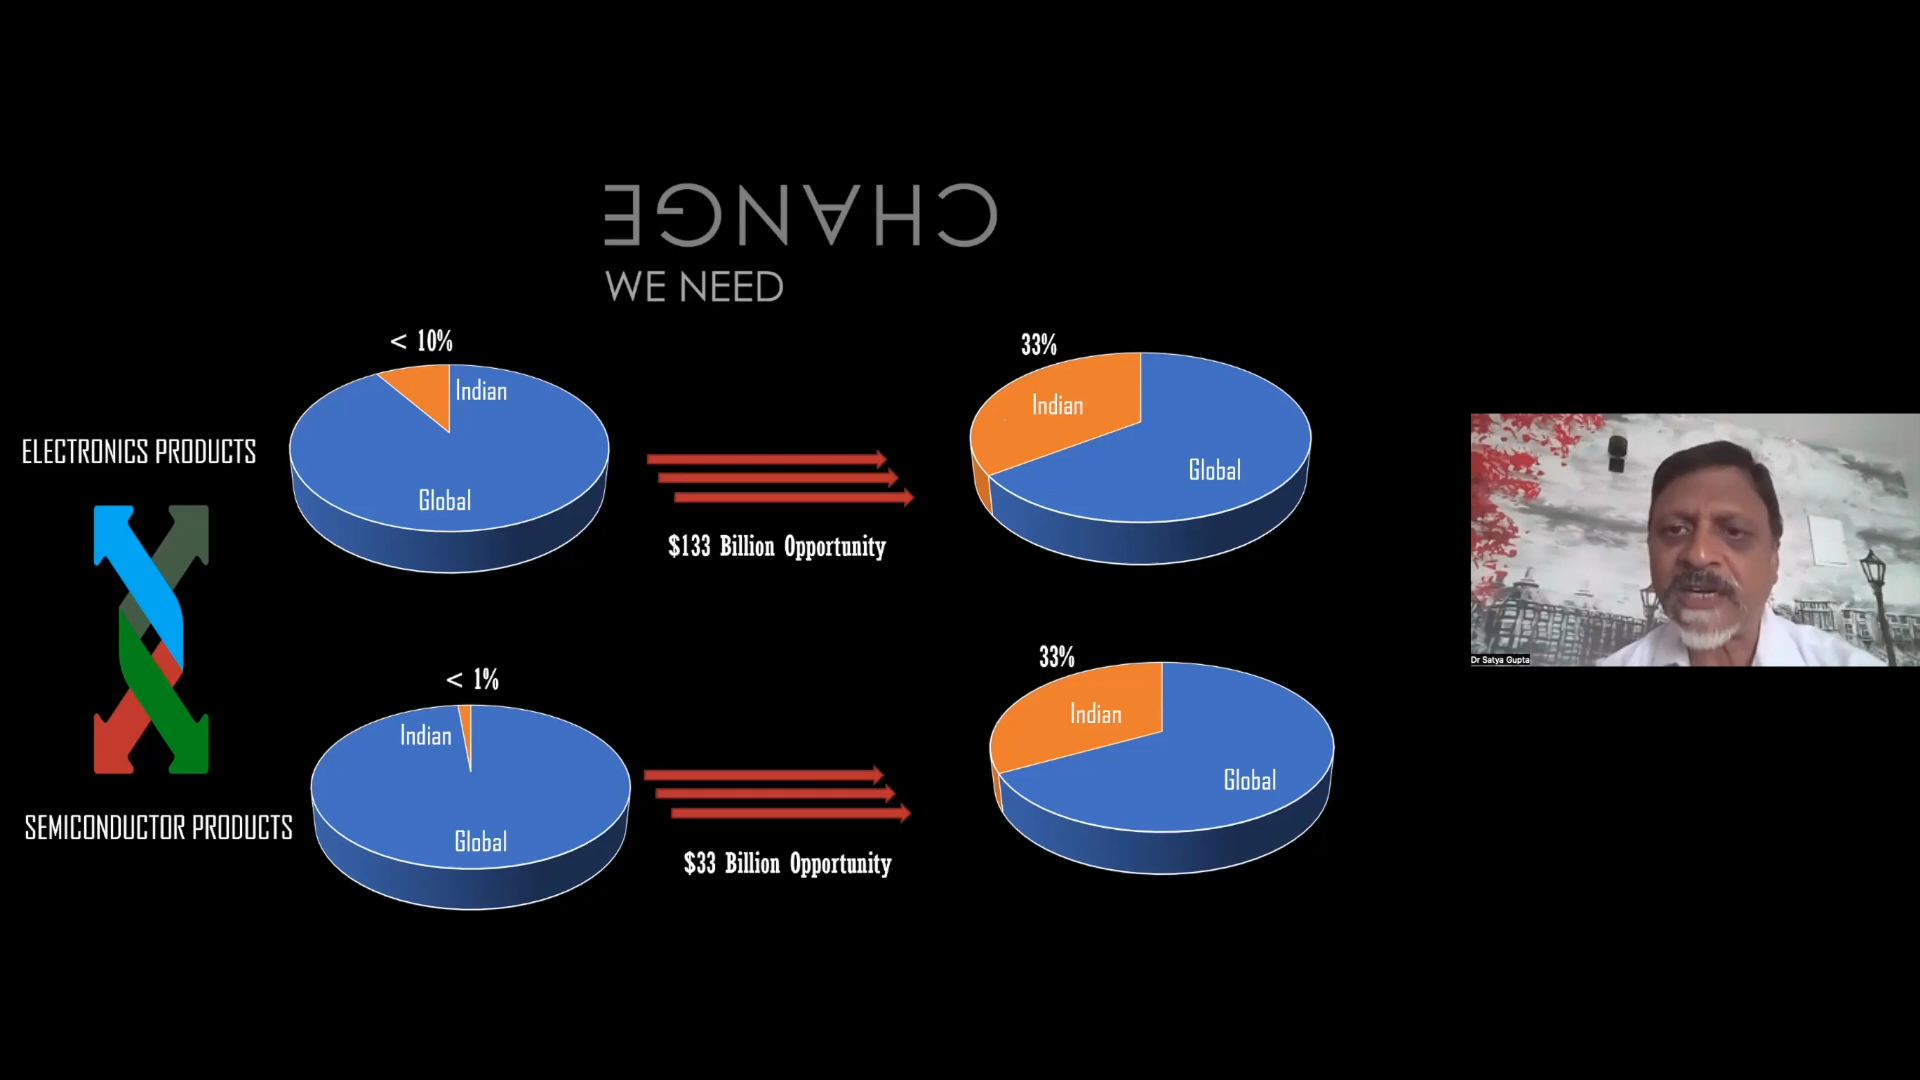 CHANGE
WE NEED
< 10%
Indian
Global
33%
Indian
Global
ELECTRONICS PRODUCTS
$133 Billion Opportunity
< 1%
Indian
Global
33%
Indian
Global
SEMICONDUCTOR PRODUCTS
$33 Billion Opportunity
Dr Satya Gupta